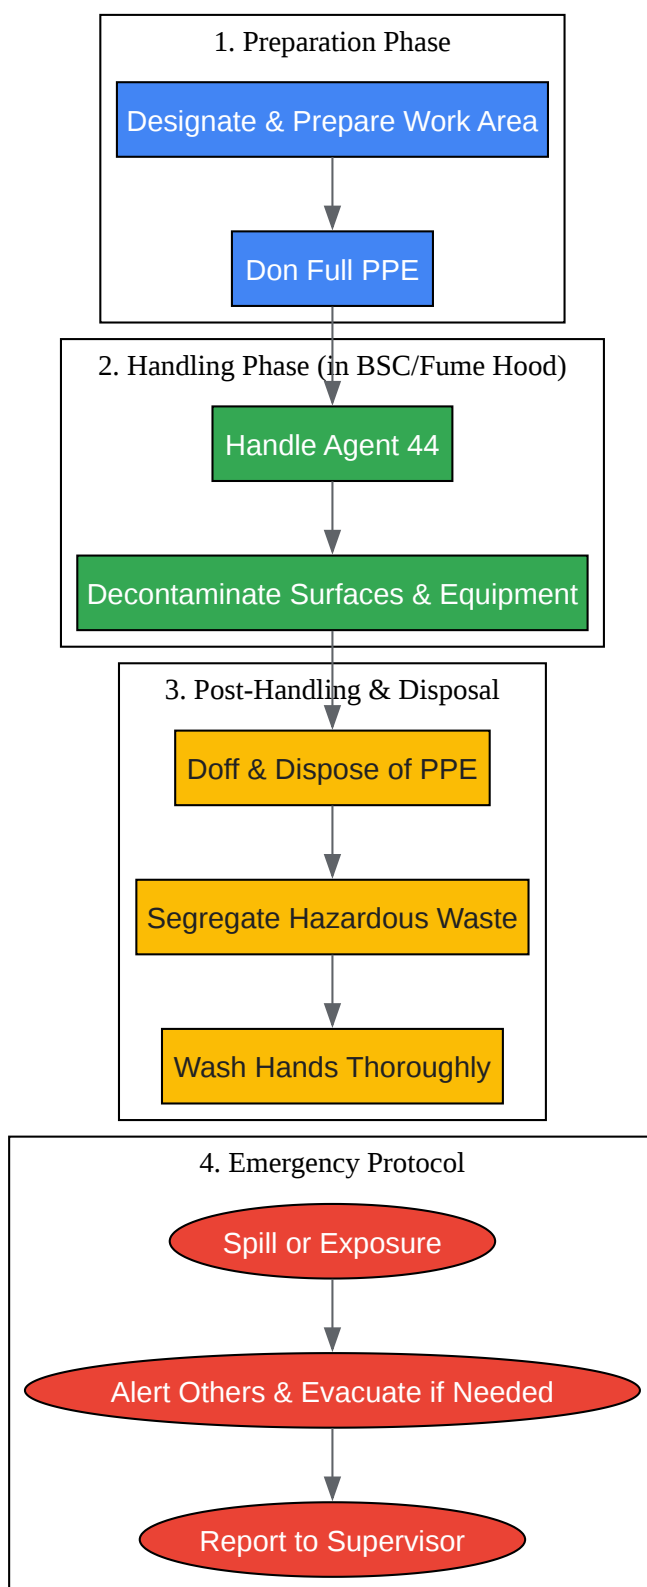 1. Preparation Phase
Designate & Prepare Work Area
Don Full PPE
2. Handling Phase (in BSC/Fume Hood)
Handle Agent 44
Decontaminate Surfaces & Equipment
3. Post-Handling & Disposal
Doff & Dispose of PPE
Segregate Hazardous Waste
Wash Hands Thoroughly
4. Emergency Protocol
Spill or Exposure
Alert Others & Evacuate if Needed
Report to Supervisor